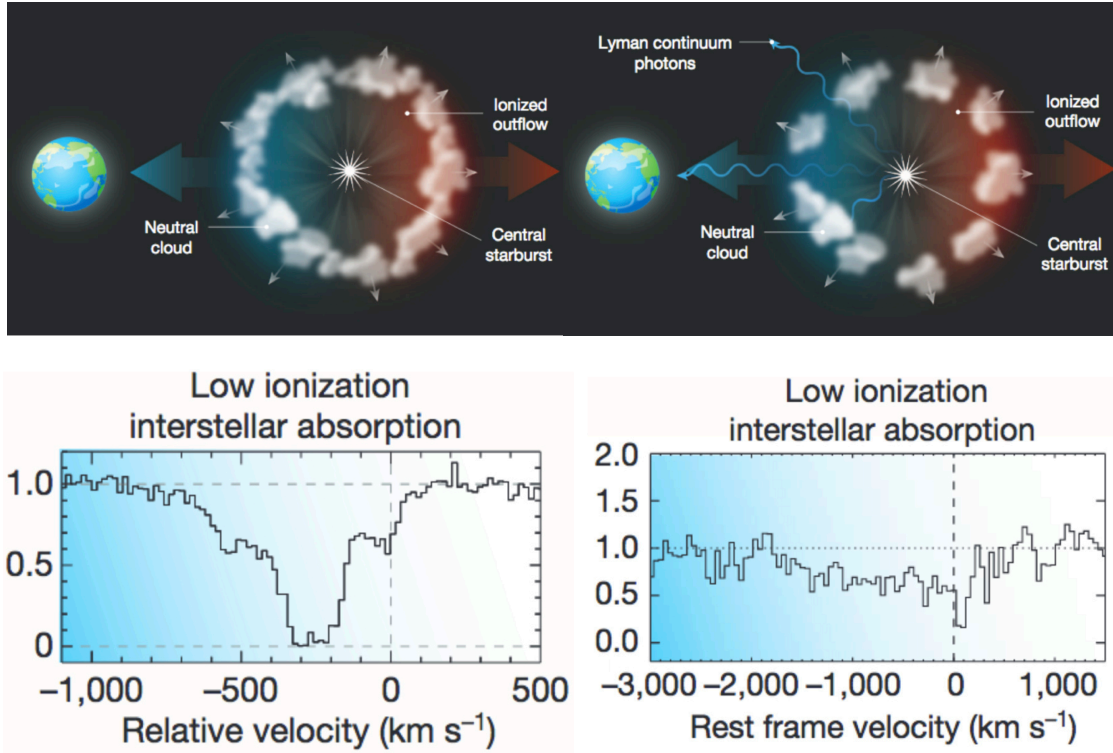 Ionized
outflow
Neutral
cloud
Central
starburst
Lyman continuum
photons
Ionized
outflow
Neutral
cloud
Central
starburst
Low ionization
interstellar absorption
1.0
0.5
0
−1,000
−500
0
500
Relative velocity (km s⁻¹)
Low ionization
interstellar absorption
2.0
1.5
1.0
0.5
0.0
−3,000
−2,000
−1,000
0
1,000
Rest frame velocity (km s⁻¹)